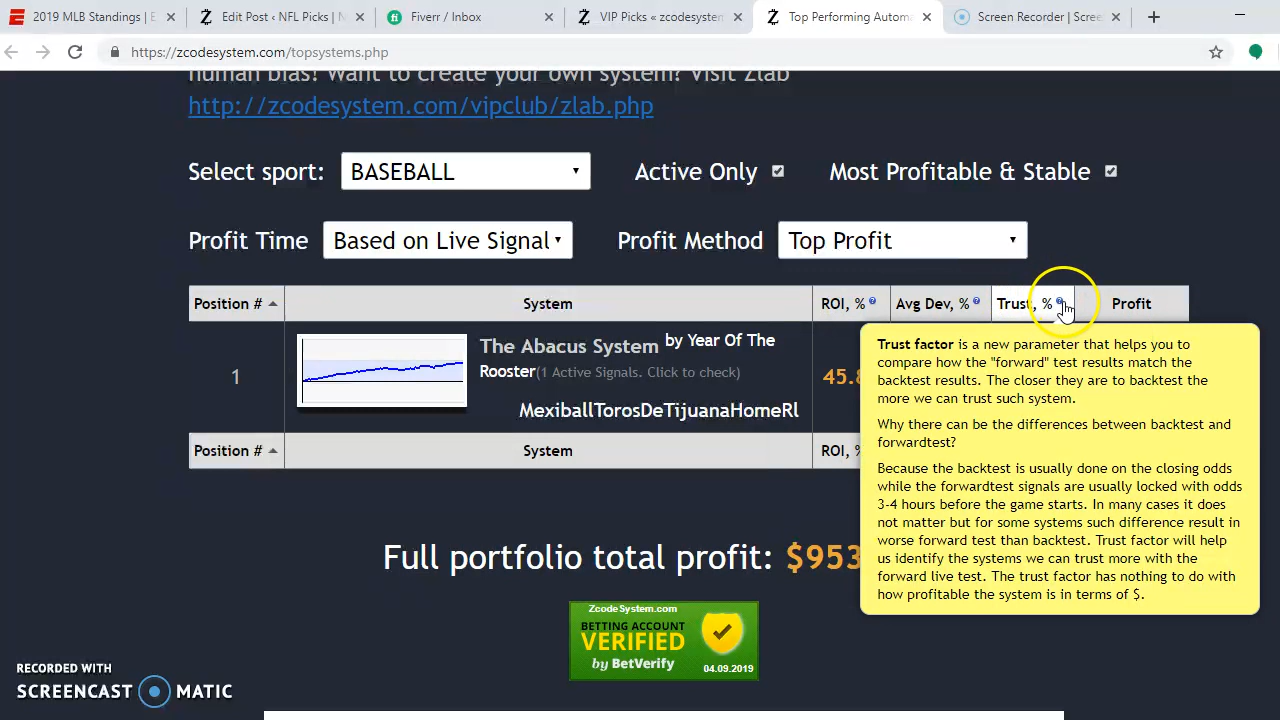 2019 MLB Standings | E
Edit Post ‹ NFL Picks | N
Fiverr / Inbox
VIP Picks « zcodesystem
Top Performing Autom
Screen Recorder | Scre
https://zcodesystem.com/topsystems.php
human bias! Want to create your own system? Visit Zlab
http://zcodesystem.com/vipclub/zlab.php
Select sport: BASEBALL Active Only Most Profitable & Stable
Profit Time Based on Live Signal Profit Method Top Profit
Position # System ROI, % ? Avg Dev, % ? Trust, % Profit
1
The Abacus System by Year Of The
Rooster(1 Active Signals. Click to check)
MexiballTorosDeTijuanaHomeRl
45.8
Position # System ROI, %
Trust factor is a new parameter that helps you to
compare how the "forward" test results match the
backtest results. The closer they are to backtest the
more we can trust such system.
Why there can be the differences between backtest and
forwardtest?
Because the backtest is usually done on the closing odds
while the forwardtest signals are usually locked with odds
3-4 hours before the game starts. In many cases it does
not matter but for some systems such difference result in
worse forward test than backtest. Trust factor will help
us identify the systems we can trust more with the
forward live test. The trust factor has nothing to do with
how profitable the system is in terms of $.
Full portfolio total profit: $953
ZcodeSystem.com
BETTING ACCOUNT
VERIFIED
by BetVerify
04.09.2019
RECORDED WITH
SCREENCAST MATIC